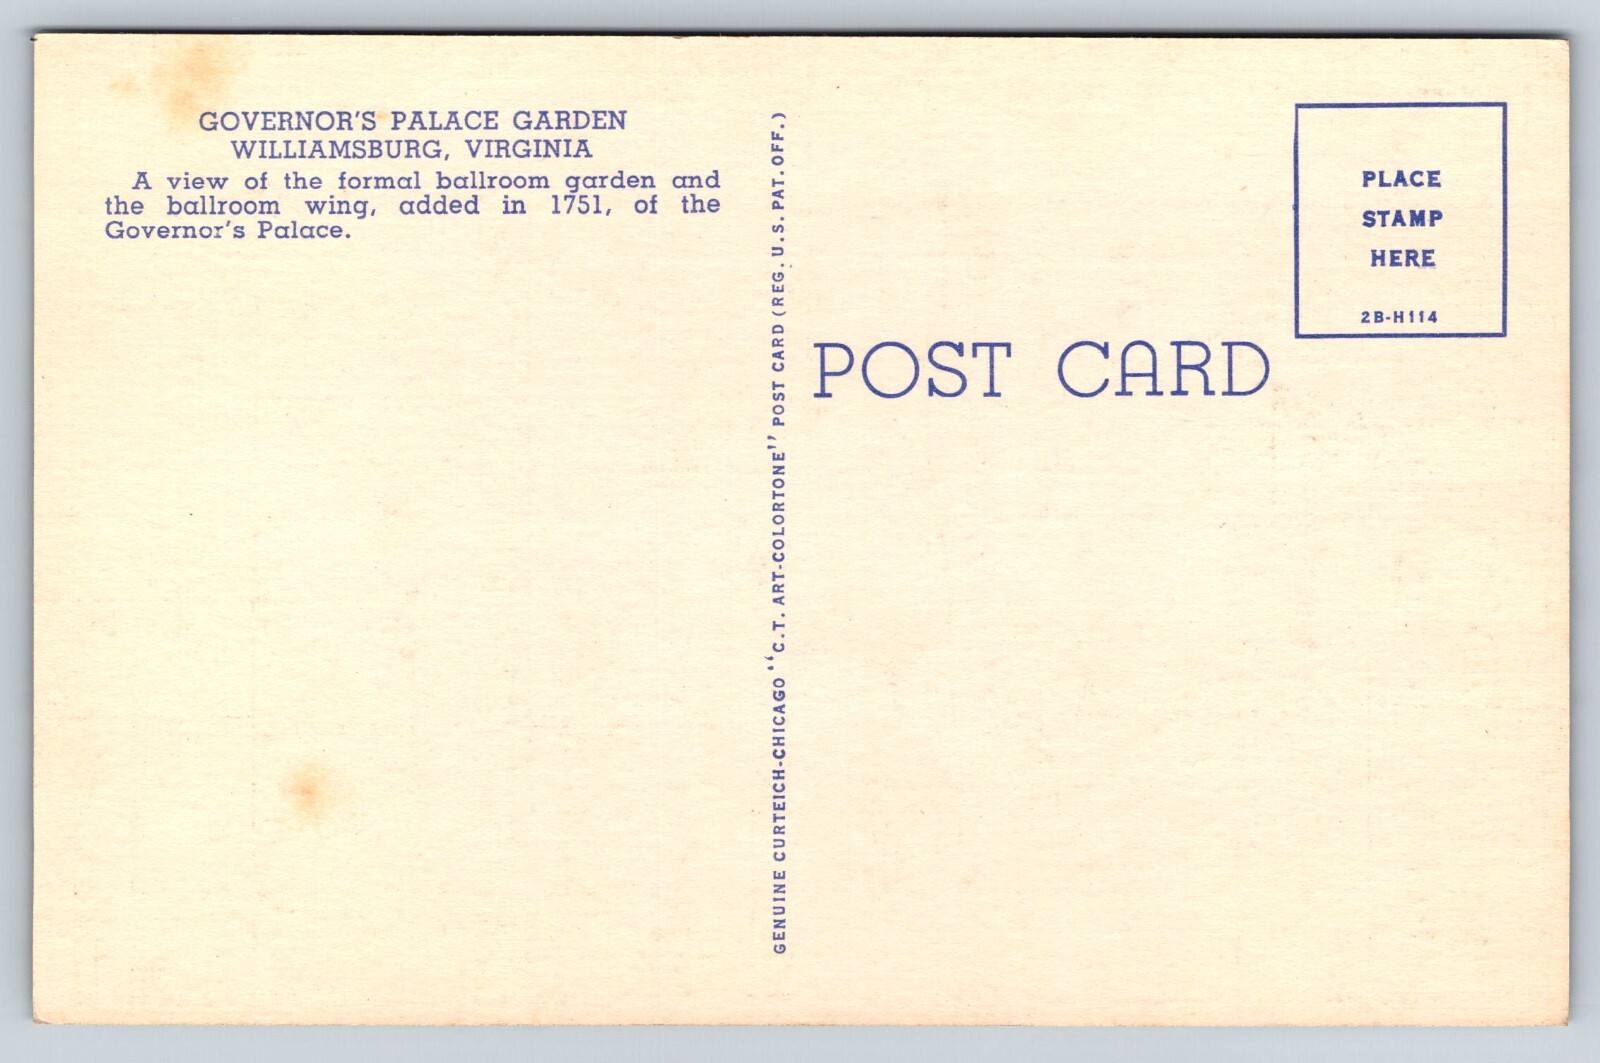 GOVERNOR'S PALACE GARDEN
WILLIAMSBURG, VIRGINIA
A view of the formal ballroom garden and
the ballroom wing, added in 1751, of the
Governor's Palace.
GENUINE CURTEICH-CHICAGO "C.T. ART-COLORTONE" POST CARD (REG. U.S. PAT. OFF.)
POST CARD
PLACE
STAMP
HERE
2B-H114